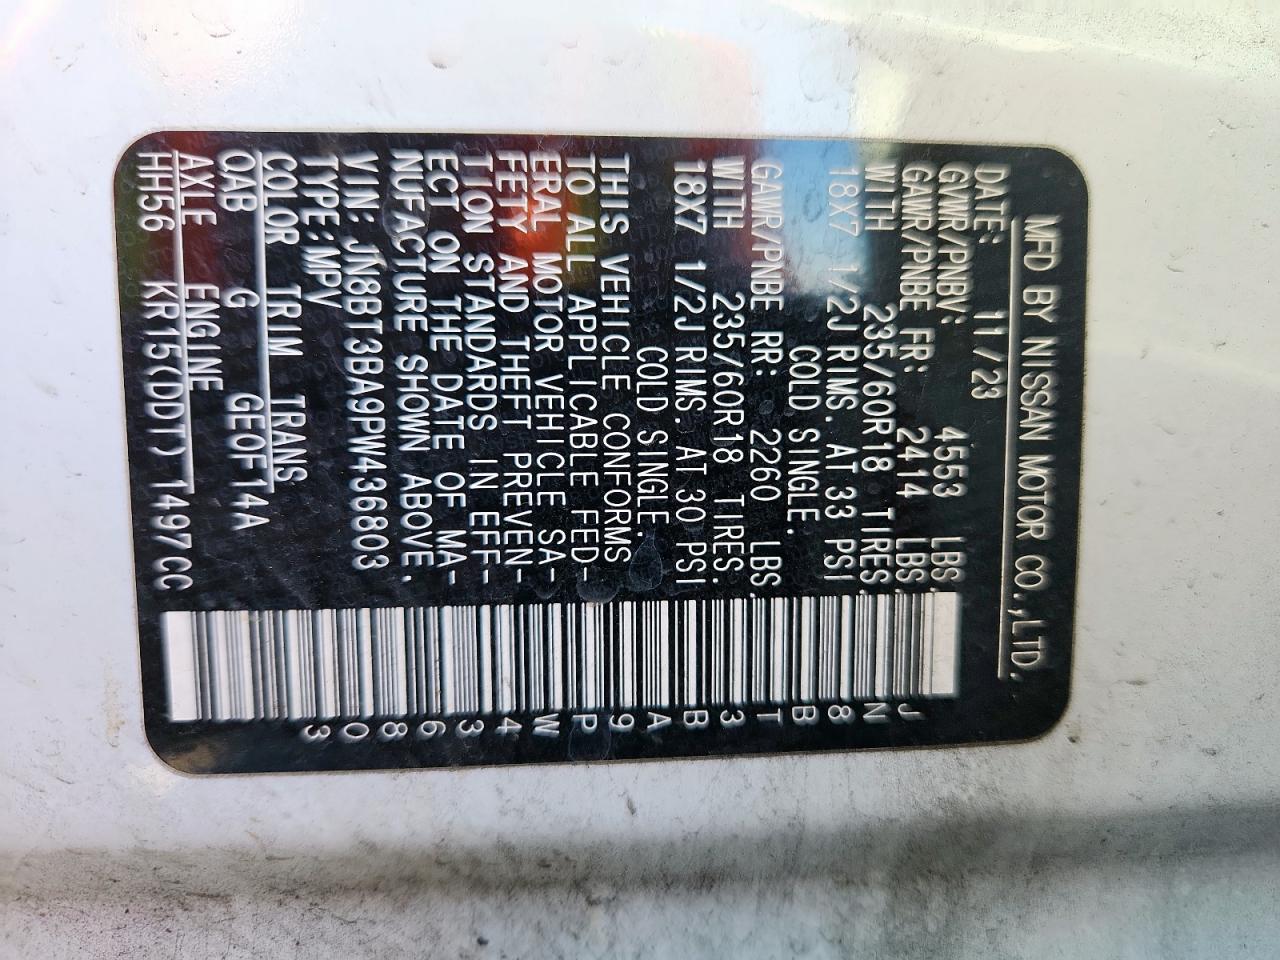 MFD BY NISSAN MOTOR CO.,LTD.
DATE: 11/23
GVWR/PNBV: 4553 LBS.
GAWR/PNBE FR: 2414 LBS.
WITH 235/60R18 TIRES.
18X7 1/2J RIMS. AT 33 PSI
COLD SINGLE.
GAWR/PNBE RR: 2260 LBS.
WITH 235/60R18 TIRES.
18X7 1/2J RIMS. AT 30 PSI
COLD SINGLE.
THIS VEHICLE CONFORMS
TO ALL APPLICABLE FED-
ERAL MOTOR VEHICLE SA-
FETY AND THEFT PREVEN-
TION STANDARDS IN EFF-
ECT ON THE DATE OF MA-
NUFACTURE SHOWN ABOVE.
VIN: JN8BT3BA9PW436803
TYPE:MPV
COLOR TRIM TRANS
QAB G GEOF14A
AXLE ENGINE
HH56 KR15(DDT) 1497CC
JN8BT3BA9PW436803